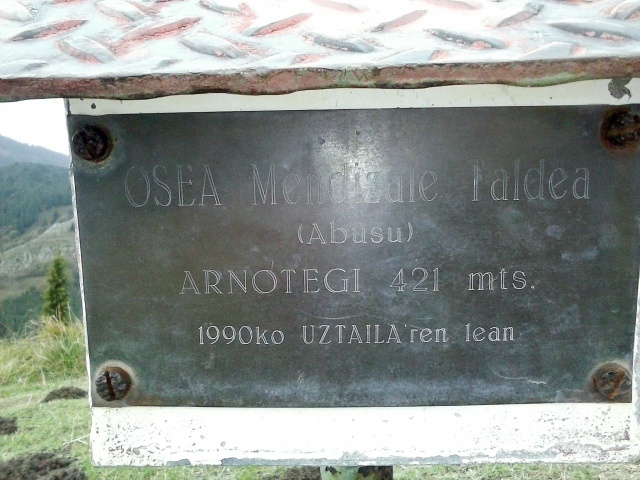 OSEA Mendizale Taldea
(Abusu)
ARNOTEGI 421 mts.
1990ko UZTAILA'ren 1ean